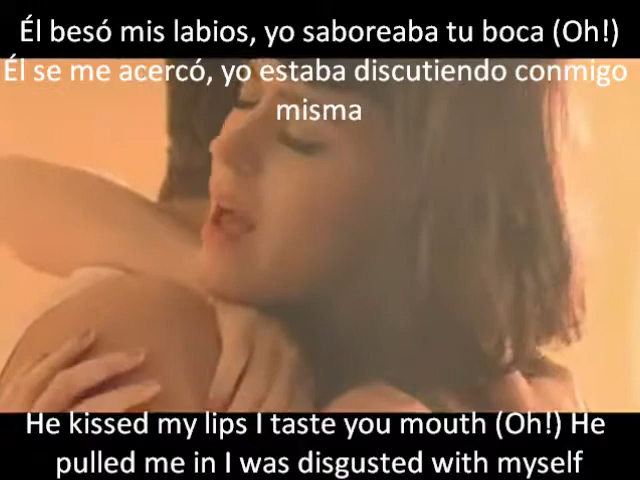 Él besó mis labios, yo saboreaba tu boca (Oh!)
Él se me acercó, yo estaba discutiendo conmigo
misma
He kissed my lips I taste you mouth (Oh!) He
pulled me in I was disgusted with myself